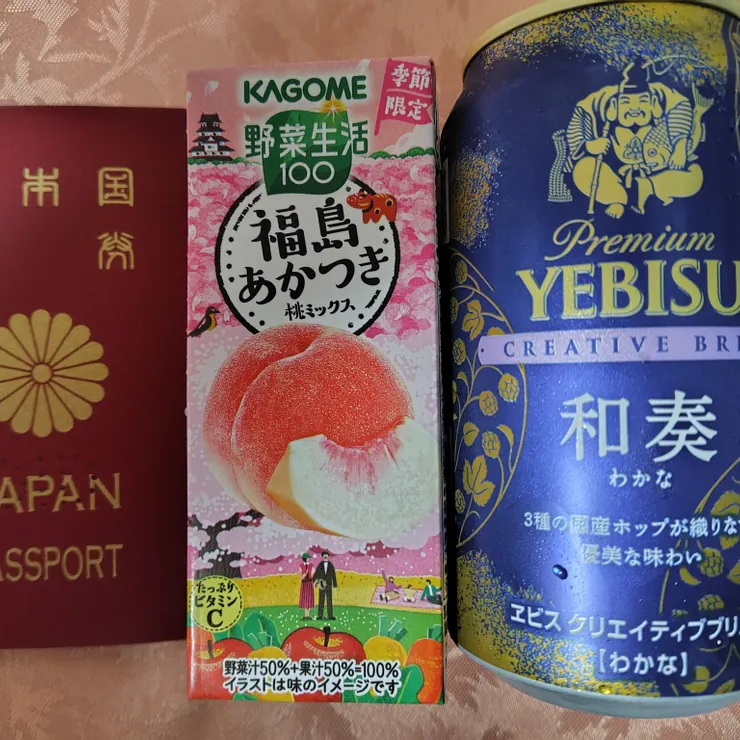 本国
券
JAPAN
PASSPORT
KAGOME
季節
限定
野菜生活
100
福島
あかつき
桃ミックス
たっぷり
ビタミン
C
野菜汁50%+果汁50%=100%
イラストは味のイメージです
Premium
YEBISU
CREATIVE BRE
和奏
わかな
3種の国産ホップが織りなす
優美な味わい
ヱビス クリエイティブブリ
【わかな】